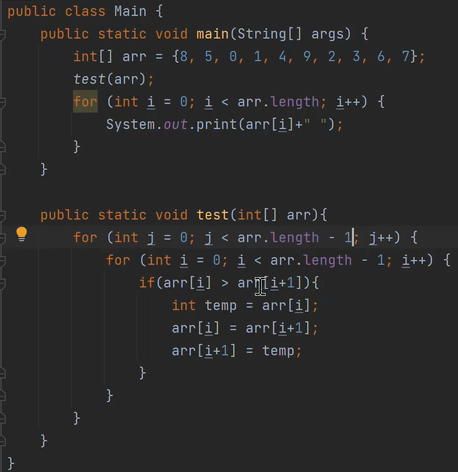 public class Main {
    public static void main(String[] args) {
        int[] arr = {8, 5, 0, 1, 4, 9, 2, 3, 6, 7};
        test(arr);
        for (int i = 0; i < arr.length; i++) {
            System.out.print(arr[i]+" ");
        }
    }
    public static void test(int[] arr){
        for (int j = 0; j < arr.length - 1; j++) {
            for (int i = 0; i < arr.length - 1; i++) {
                if(arr[i] > arr[i+1]){
                    int temp = arr[i];
                    arr[i] = arr[i+1];
                    arr[i+1] = temp;
                }
            }
        }
    }
}